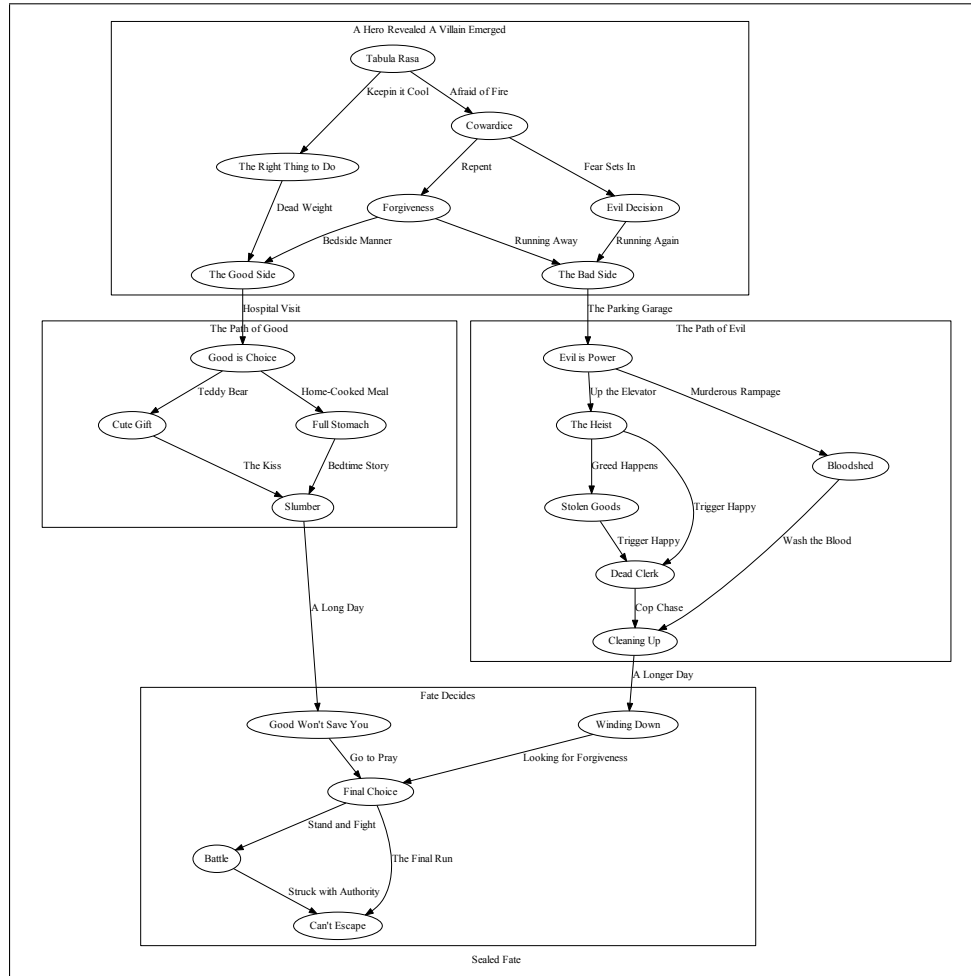 A Hero Revealed A Villain Emerged
Tabula Rasa
Keepin it Cool
Afraid of Fire
Cowardice
The Right Thing to Do
Repent
Fear Sets In
Dead Weight
Forgiveness
Evil Decision
Bedside Manner
Running Away
Running Again
The Good Side
The Bad Side
Hospital Visit
The Parking Garage
The Path of Good
Good is Choice
Teddy Bear
Home-Cooked Meal
Cute Gift
Full Stomach
The Kiss
Bedtime Story
Slumber
The Path of Evil
Evil is Power
Up the Elevator
Murderous Rampage
The Heist
Greed Happens
Bloodshed
Stolen Goods
Trigger Happy
Trigger Happy
Wash the Blood
Dead Clerk
Cop Chase
Cleaning Up
A Long Day
A Longer Day
Fate Decides
Good Won't Save You
Winding Down
Go to Pray
Looking for Forgiveness
Final Choice
Stand and Fight
The Final Run
Battle
Struck with Authority
Can't Escape
Sealed Fate